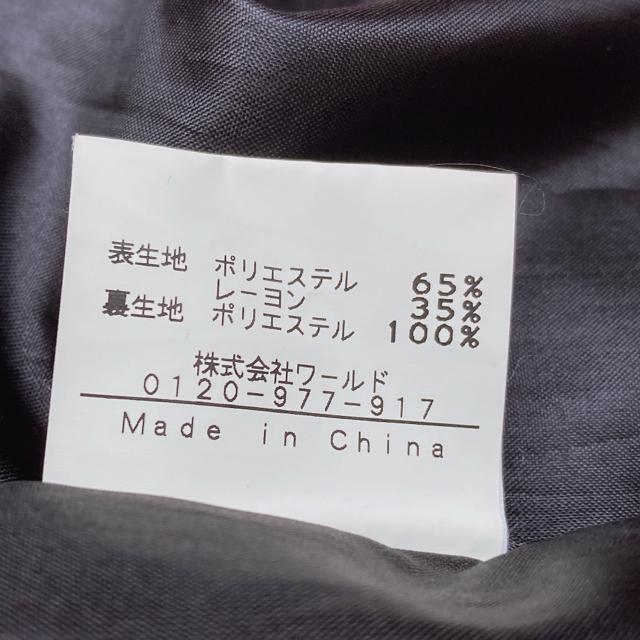 表生地 ポリエステル 65%
レーヨン 35%
裏生地 ポリエステル 100%
株式会社ワールド
0120-977-917
Made in China